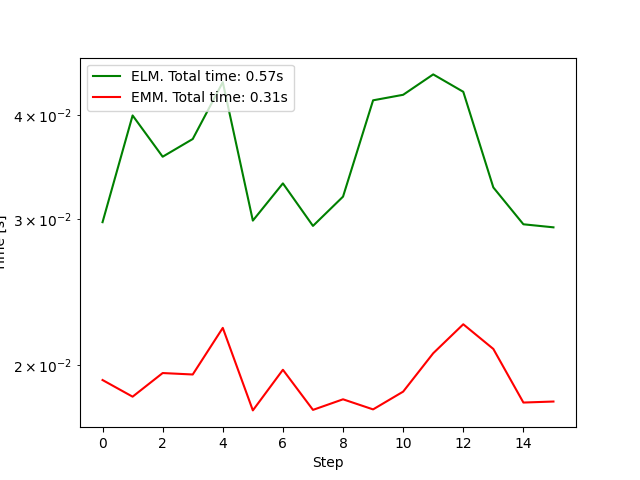 ELM. Total time: 0.57s
EMM. Total time: 0.31s
4 × 10⁻²
3 × 10⁻²
2 × 10⁻²
0 2 4 6 8 10 12 14
Step